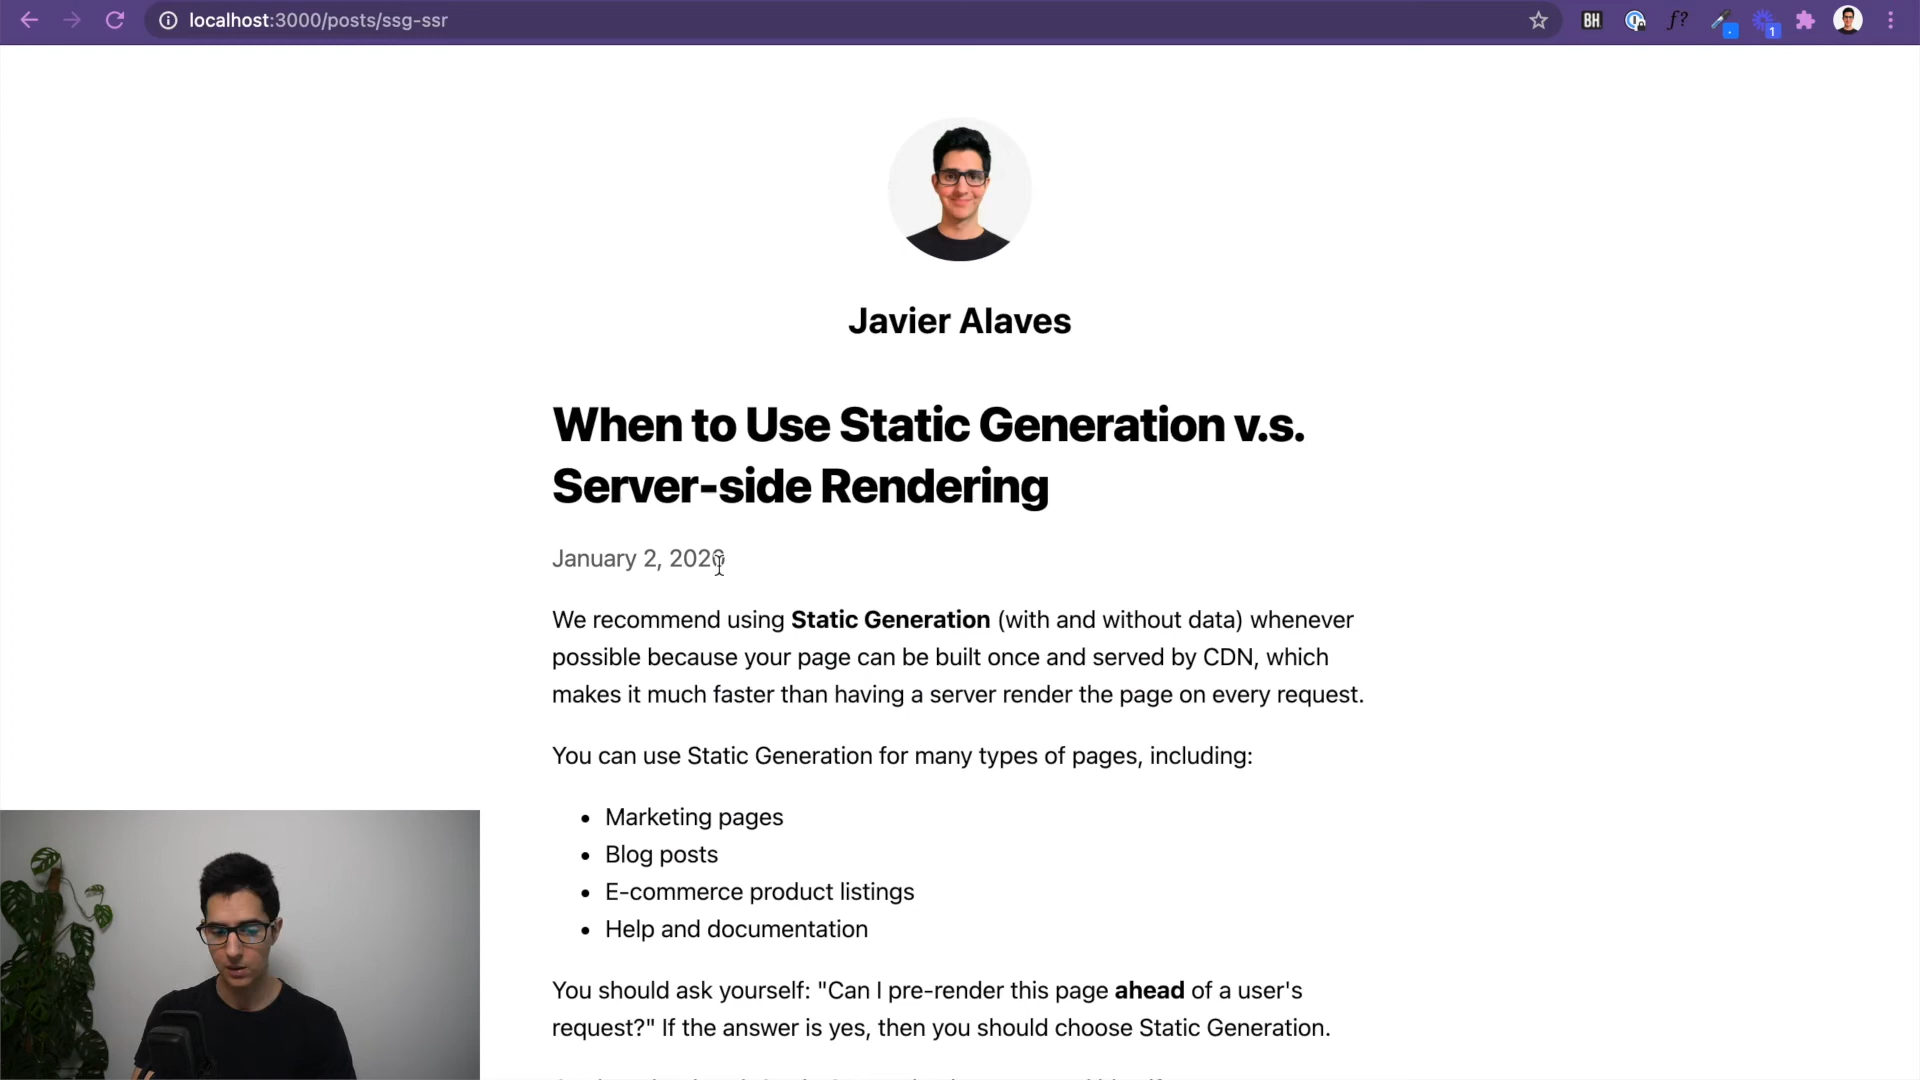 localhost:3000/posts/ssg-ssr
BH
f?
1
Javier Alaves
When to Use Static Generation v.s.
Server-side Rendering
January 2, 2020
We recommend using Static Generation (with and without data) whenever
possible because your page can be built once and served by CDN, which
makes it much faster than having a server render the page on every request.
You can use Static Generation for many types of pages, including:
• Marketing pages
• Blog posts
• E-commerce product listings
• Help and documentation
You should ask yourself: "Can I pre-render this page ahead of a user's
request?" If the answer is yes, then you should choose Static Generation.